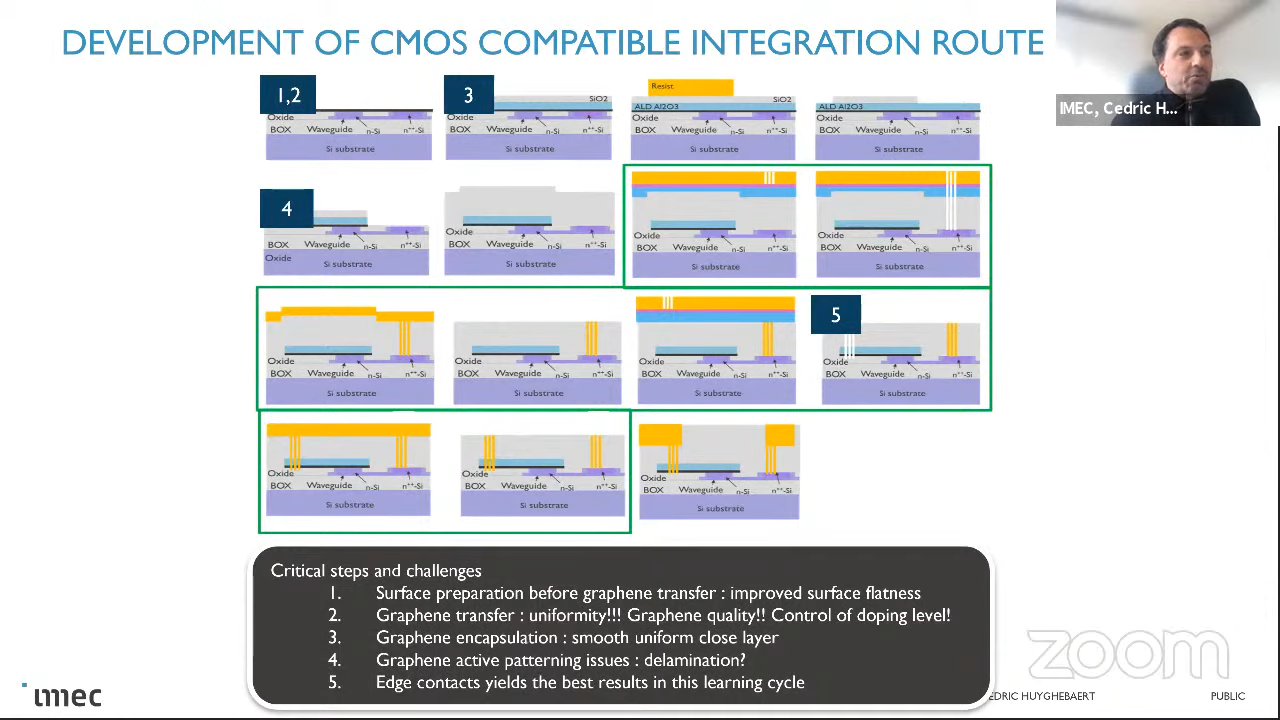 DEVELOPMENT OF CMOS COMPATIBLE INTEGRATION ROUTE
IMEC, Cedric H...
1,2
Oxide
BOX Waveguide n-Si n++-Si
Si substrate
3
SiO2
Oxide
BOX Waveguide n-Si n++-Si
Si substrate
Resist
SiO2
ALD Al2O3
Oxide
BOX Waveguide n-Si n++-Si
Si substrate
ALD Al2O3
Oxide
BOX Waveguide n-Si n++-Si
Si substrate
4
BOX Waveguide n-Si n++-Si
Oxide
Si substrate
Oxide
BOX Waveguide n-Si n++-Si
Si substrate
Oxide
BOX Waveguide n-Si n++-Si
Si substrate
Oxide
BOX Waveguide n-Si n++-Si
Si substrate
Oxide
BOX Waveguide n-Si n++-Si
Si substrate
Oxide
BOX Waveguide n-Si n++-Si
Si substrate
Oxide
BOX Waveguide n-Si n++-Si
Si substrate
5
Oxide
BOX Waveguide n-Si n++-Si
Si substrate
Oxide
BOX Waveguide n-Si n++-Si
Si substrate
Oxide
BOX Waveguide n-Si n++-Si
Si substrate
Oxide
BOX Waveguide n-Si n++-Si
Si substrate
Critical steps and challenges
1. Surface preparation before graphene transfer : improved surface flatness
2. Graphene transfer : uniformity!!! Graphene quality!! Control of doping level!
3. Graphene encapsulation : smooth uniform close layer
4. Graphene active patterning issues : delamination?
5. Edge contacts yields the best results in this learning cycle
zoom
imec
EDRIC HUYGHEBAERT
PUBLIC